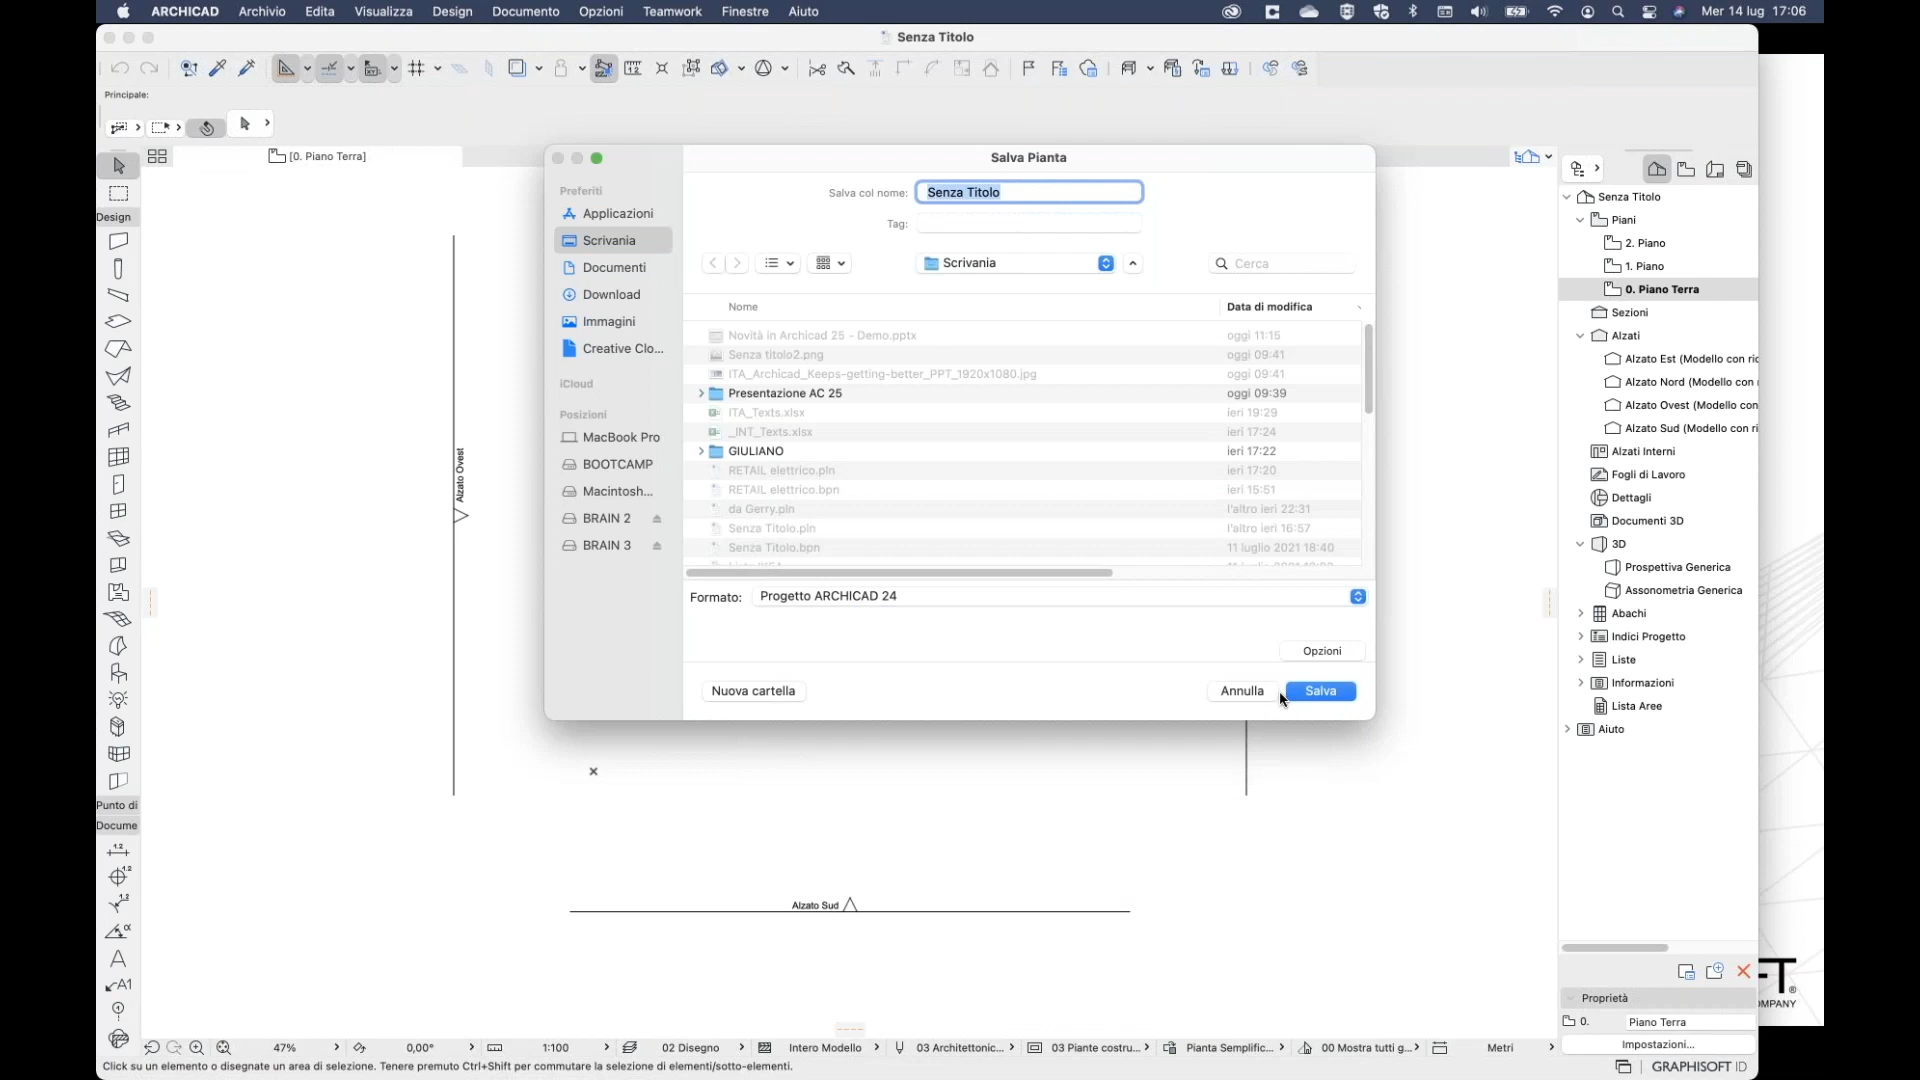 ARCHICAD Archivio Edita Visualizza Design Documento Opzioni Teamwork Finestre Aiuto Mer 14 lug 17:06
Senza Titolo
Principale:
[0. Piano Terra]
Design
Punto di
Docume
Alzato Ovest
Alzato Sud
Salva Pianta
Preferiti
Applicazioni
Scrivania
Documenti
Download
Immagini
Creative Clo...
iCloud
Posizioni
MacBook Pro
BOOTCAMP
Macintosh...
BRAIN 2
BRAIN 3
Salva col nome: Senza Titolo
Tag:
Scrivania
Cerca
Nome Data di modifica
Novità in Archicad 25 - Demo.pptx oggi 11:15
Senza titolo2.png oggi 09:41
ITA_Archicad_Keeps-getting-better_PPT_1920x1080.jpg oggi 09:41
Presentazione AC 25 oggi 09:39
ITA_Texts.xlsx ieri 19:29
_INT_Texts.xlsx ieri 17:24
GIULIANO ieri 17:22
RETAIL elettrico.pln ieri 17:20
RETAIL elettrico.bpn ieri 15:51
da Gerry.pln l'altro ieri 22:31
Senza Titolo.pln l'altro ieri 16:57
Senza Titolo.bpn 11 luglio 2021 18:40
Formato: Progetto ARCHICAD 24
Opzioni
Nuova cartella Annulla Salva
Senza Titolo
Piani
2. Piano
1. Piano
0. Piano Terra
Sezioni
Alzati
Alzato Est (Modello con ric
Alzato Nord (Modello con
Alzato Ovest (Modello con
Alzato Sud (Modello con ri
Alzati Interni
Fogli di Lavoro
Dettagli
Documenti 3D
3D
Prospettiva Generica
Assonometria Generica
Abachi
Indici Progetto
Liste
Informazioni
Lista Aree
Aiuto
Proprietà
0. Piano Terra
Impostazioni...
FT®
MPANY
47% 0,00° 1:100 02 Disegno Intero Modello 03 Architettonic... 03 Piante costru... Pianta Semplific... 00 Mostra tutti g... Metri
Click su un elemento o disegnate un area di selezione. Tenere premuto Ctrl+Shift per commutare la selezione di elementi/sotto-elementi.
GRAPHISOFT ID